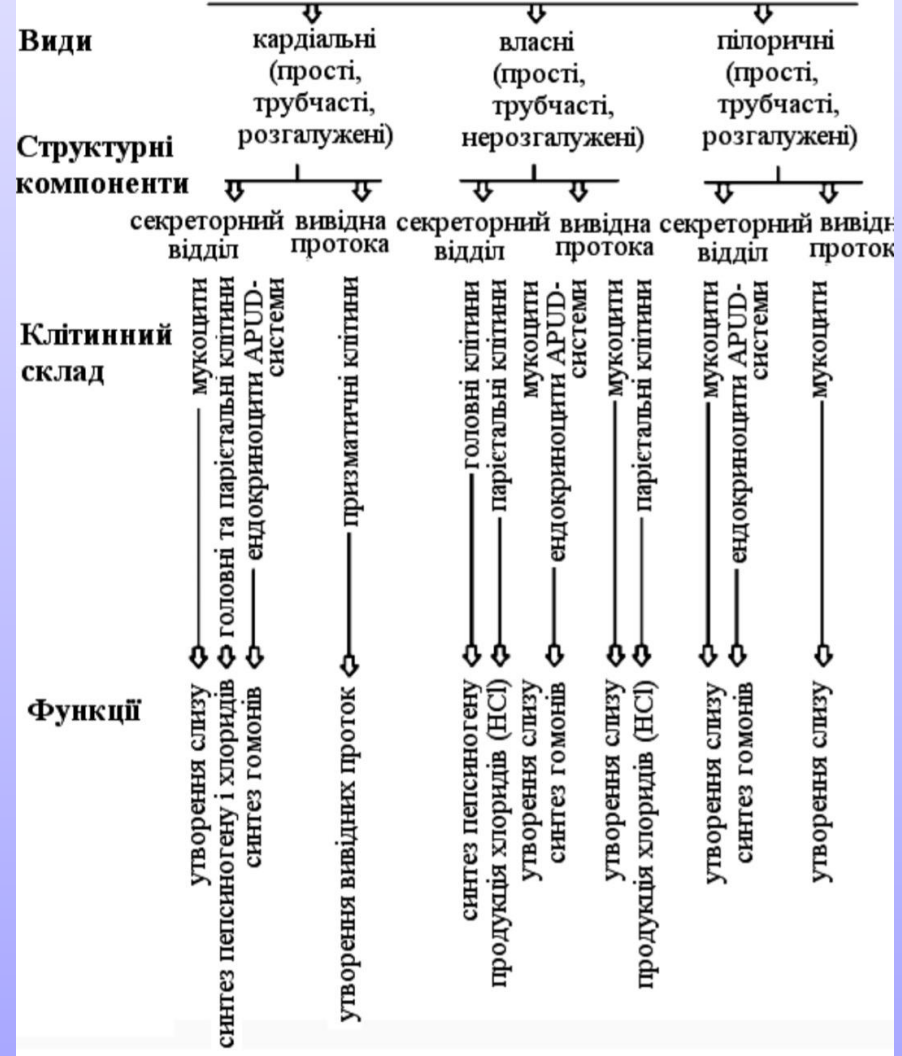 Види
кардіальні
(прості,
трубчасті,
розгалужені)
власні
(прості,
трубчасті,
нерозгалужені)
пілоричні
(прості,
трубчасті,
розгалужені)
Структурні
компоненти
секреторний
відділ
вивідна
протока
секреторний
відділ
вивідна
протока
секреторний
відділ
вивідн
проток
Клітинний
склад
мукоцити
головні та парієтальні клітини
ендокриноцити APUD-
системи
призматичні клітини
головні клітини
парієтальні клітини
мукоцити
ендокриноцити APUD-
системи
мукоцити
парієтальні клітини
мукоцити
ендокриноцити APUD-
системи
мукоцити
Функції
утворення слизу
синтез пепсиногену і хлоридів
синтез гомонів
утворення вивідних проток
синтез пепсиногену
продукція хлоридів (HCl)
утворення слизу
синтез гомонів
утворення слизу
продукція хлоридів (HCl)
утворення слизу
синтез гомонів
утворення слизу